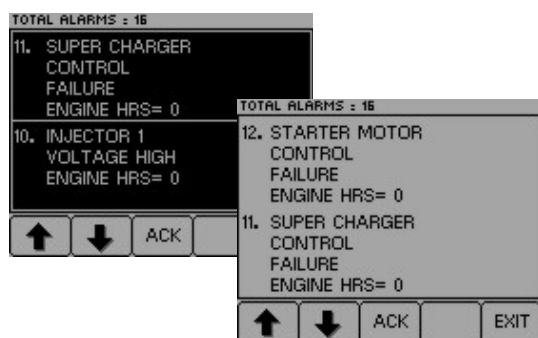 TOTAL ALARMS : 16
11. SUPER CHARGER
CONTROL
FAILURE
ENGINE HRS= 0
10. INJECTOR 1
VOLTAGE HIGH
ENGINE HRS= 0
ACK
TOTAL ALARMS : 16
12. STARTER MOTOR
CONTROL
FAILURE
ENGINE HRS= 0
11. SUPER CHARGER
CONTROL
FAILURE
ENGINE HRS= 0
ACK EXIT